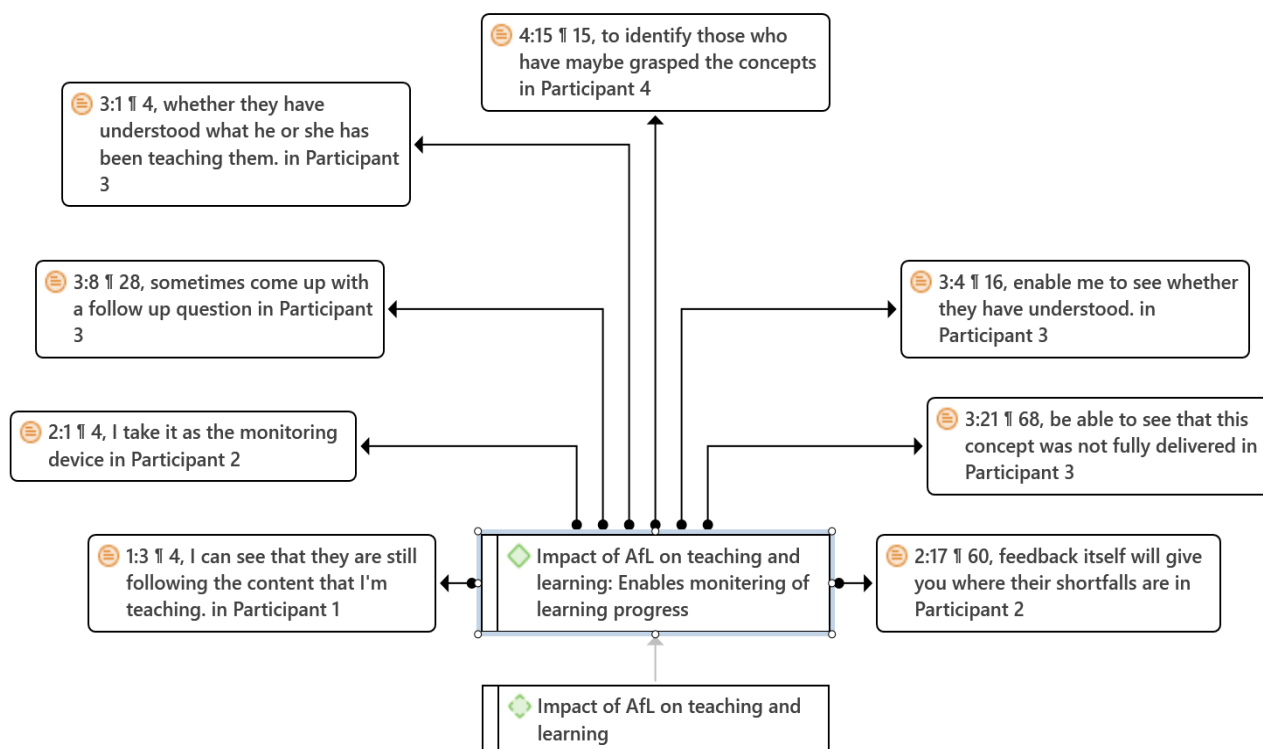 4:15 ¶ 15, to identify those who
have maybe grasped the concepts
in Participant 4
3:1 ¶ 4, whether they have
understood what he or she has
been teaching them. in Participant
3
3:8 ¶ 28, sometimes come up with
a follow up question in Participant
3
3:4 ¶ 16, enable me to see whether
they have understood. in
Participant 3
2:1 ¶ 4, I take it as the monitoring
device in Participant 2
3:21 ¶ 68, be able to see that this
concept was not fully delivered in
Participant 3
1:3 ¶ 4, I can see that they are still
following the content that I'm
teaching. in Participant 1
Impact of AfL on teaching and
learning: Enables monitering of
learning progress
2:17 ¶ 60, feedback itself will give
you where their shortfalls are in
Participant 2
Impact of AfL on teaching and
learning